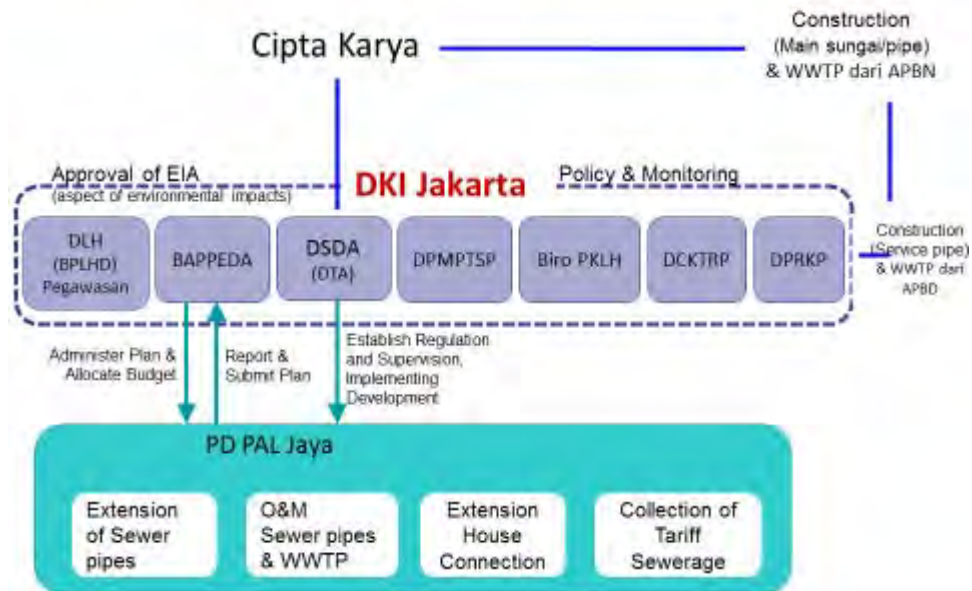 Cipta Karya
Construction
(Main sungai/pipe)
& WWTP dari APBN
Approval of EIA
(aspect of environmental impacts)
DKI Jakarta
Policy & Monitoring
DLH
(BPLHD)
Pegawasan
BAPPEDA
DSDA
(DTA)
DPMPTSP
Biro PKLH
DCKTRP
DPRKP
Construction
(Service pipe)
& WWTP dari
APBD
Administer Plan &
Allocate Budget
Report &
Submit Plan
Establish Regulation
and Supervision,
Implementing
Development
PD PAL Jaya
Extension
of Sewer
pipes
O&M
Sewer pipes
& WWTP
Extension
House
Connection
Collection of
Tariff
Sewerage